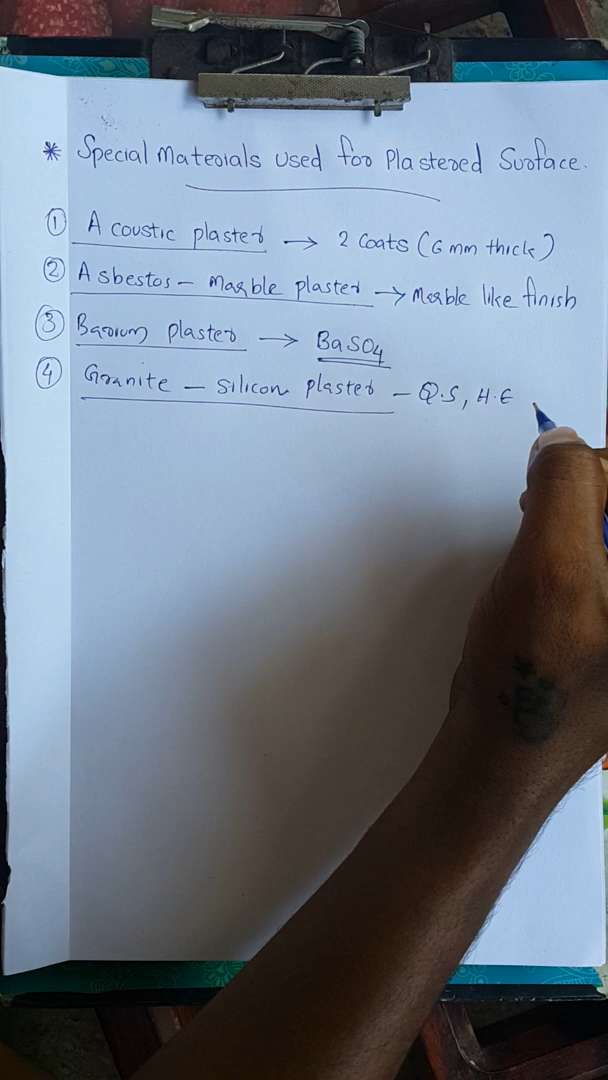 * Special Materials used for Plastered Surface.
① Acoustic plaster → 2 coats (6 mm thick)
② Asbestos - Marble plaster → Marble like finish
③ Barium plaster → BaSO4
④ Granite - Silicon plaster - Q.S, H.E